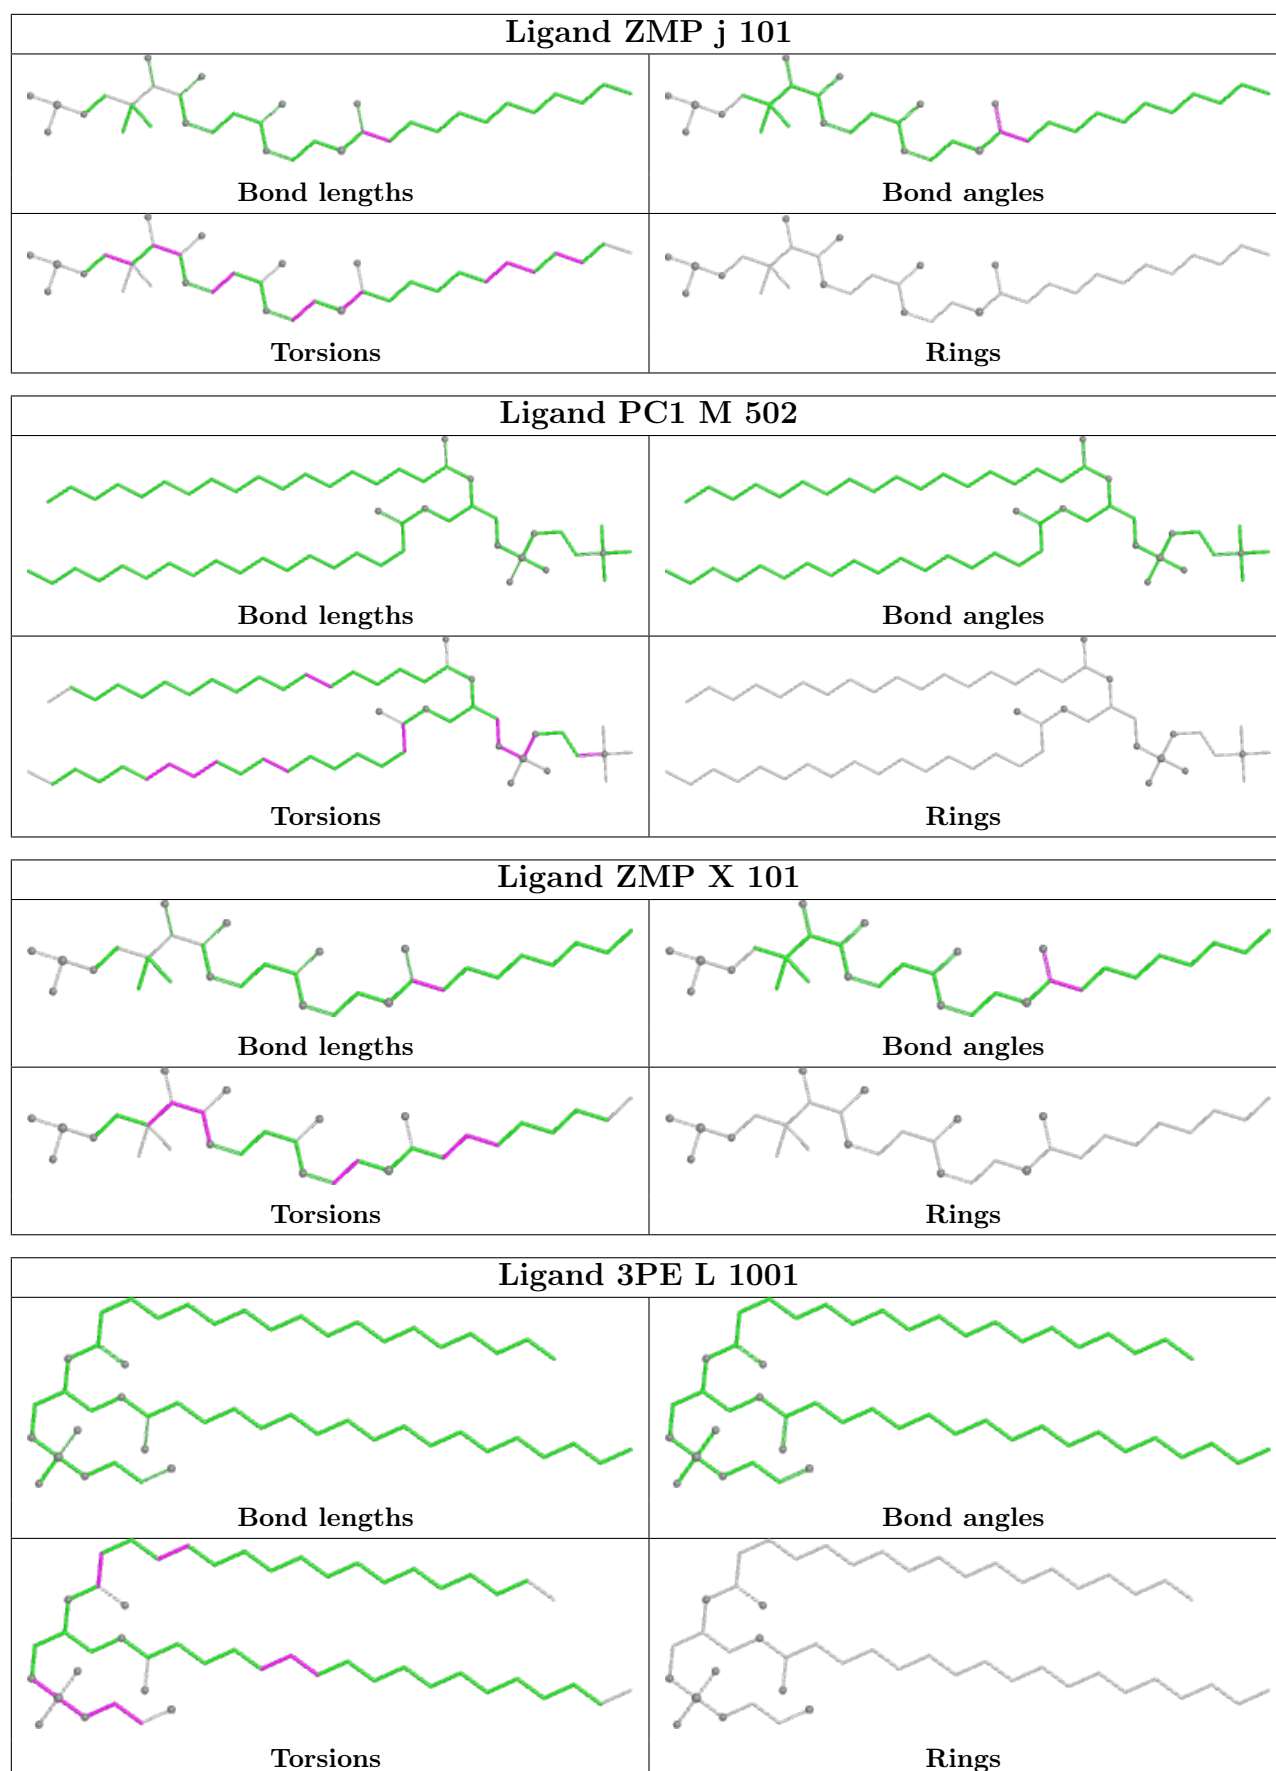 Ligand ZMP j 101
Bond lengths
Bond angles
Torsions
Rings
Ligand PC1 M 502
Bond lengths
Bond angles
Torsions
Rings
Ligand ZMP X 101
Bond lengths
Bond angles
Torsions
Rings
Ligand 3PE L 1001
Bond lengths
Bond angles
Torsions
Rings